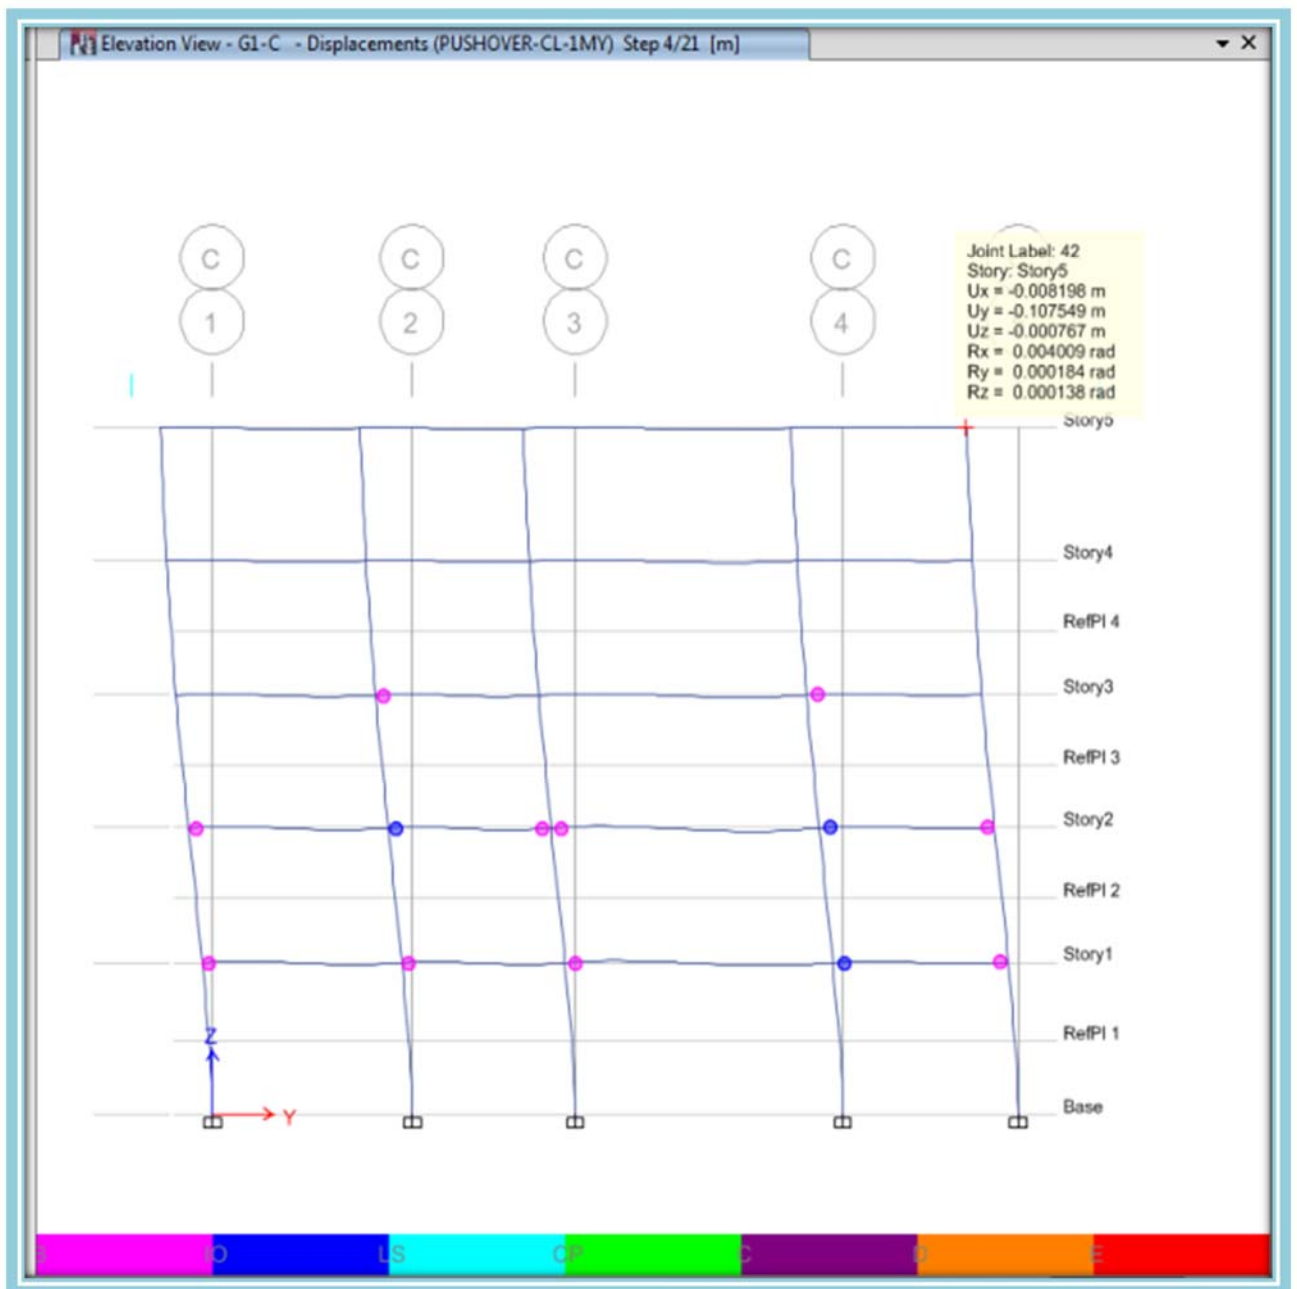 Elevation View - G1-C - Displacements (PUSHOVER-CL-1MY) Step 4/21 [m]
C C C C
1 2 3 4
Joint Label: 42
Story: Story5
Ux = -0.008198 m
Uy = -0.107549 m
Uz = -0.000767 m
Rx = 0.004009 rad
Ry = 0.000184 rad
Rz = 0.000138 rad
Story5
Story4
RefPl 4
Story3
RefPl 3
Story2
RefPl 2
Story1
RefPl 1
Z
Base
Y
IO LS CP C D E